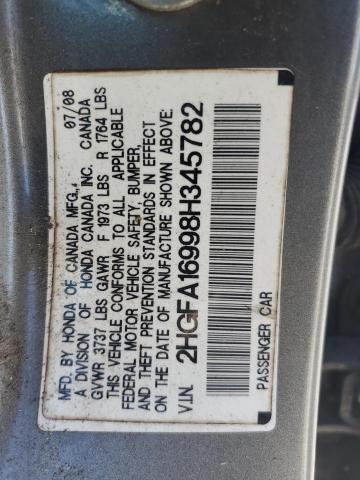 MFD. BY HONDA OF CANADA MFG., 07/08
A DIVISION OF HONDA CANADA INC. CANADA
GVWR 3737 LBS GAWR F 1973 LBS R 1764 LBS
THIS VEHICLE CONFORMS TO ALL APPLICABLE
FEDERAL MOTOR VEHICLE SAFETY, BUMPER,
AND THEFT PREVENTION STANDARDS IN EFFECT
ON THE DATE OF MANUFACTURE SHOWN ABOVE.
V.I.N. 2HGFA16998H345782
PASSENGER CAR